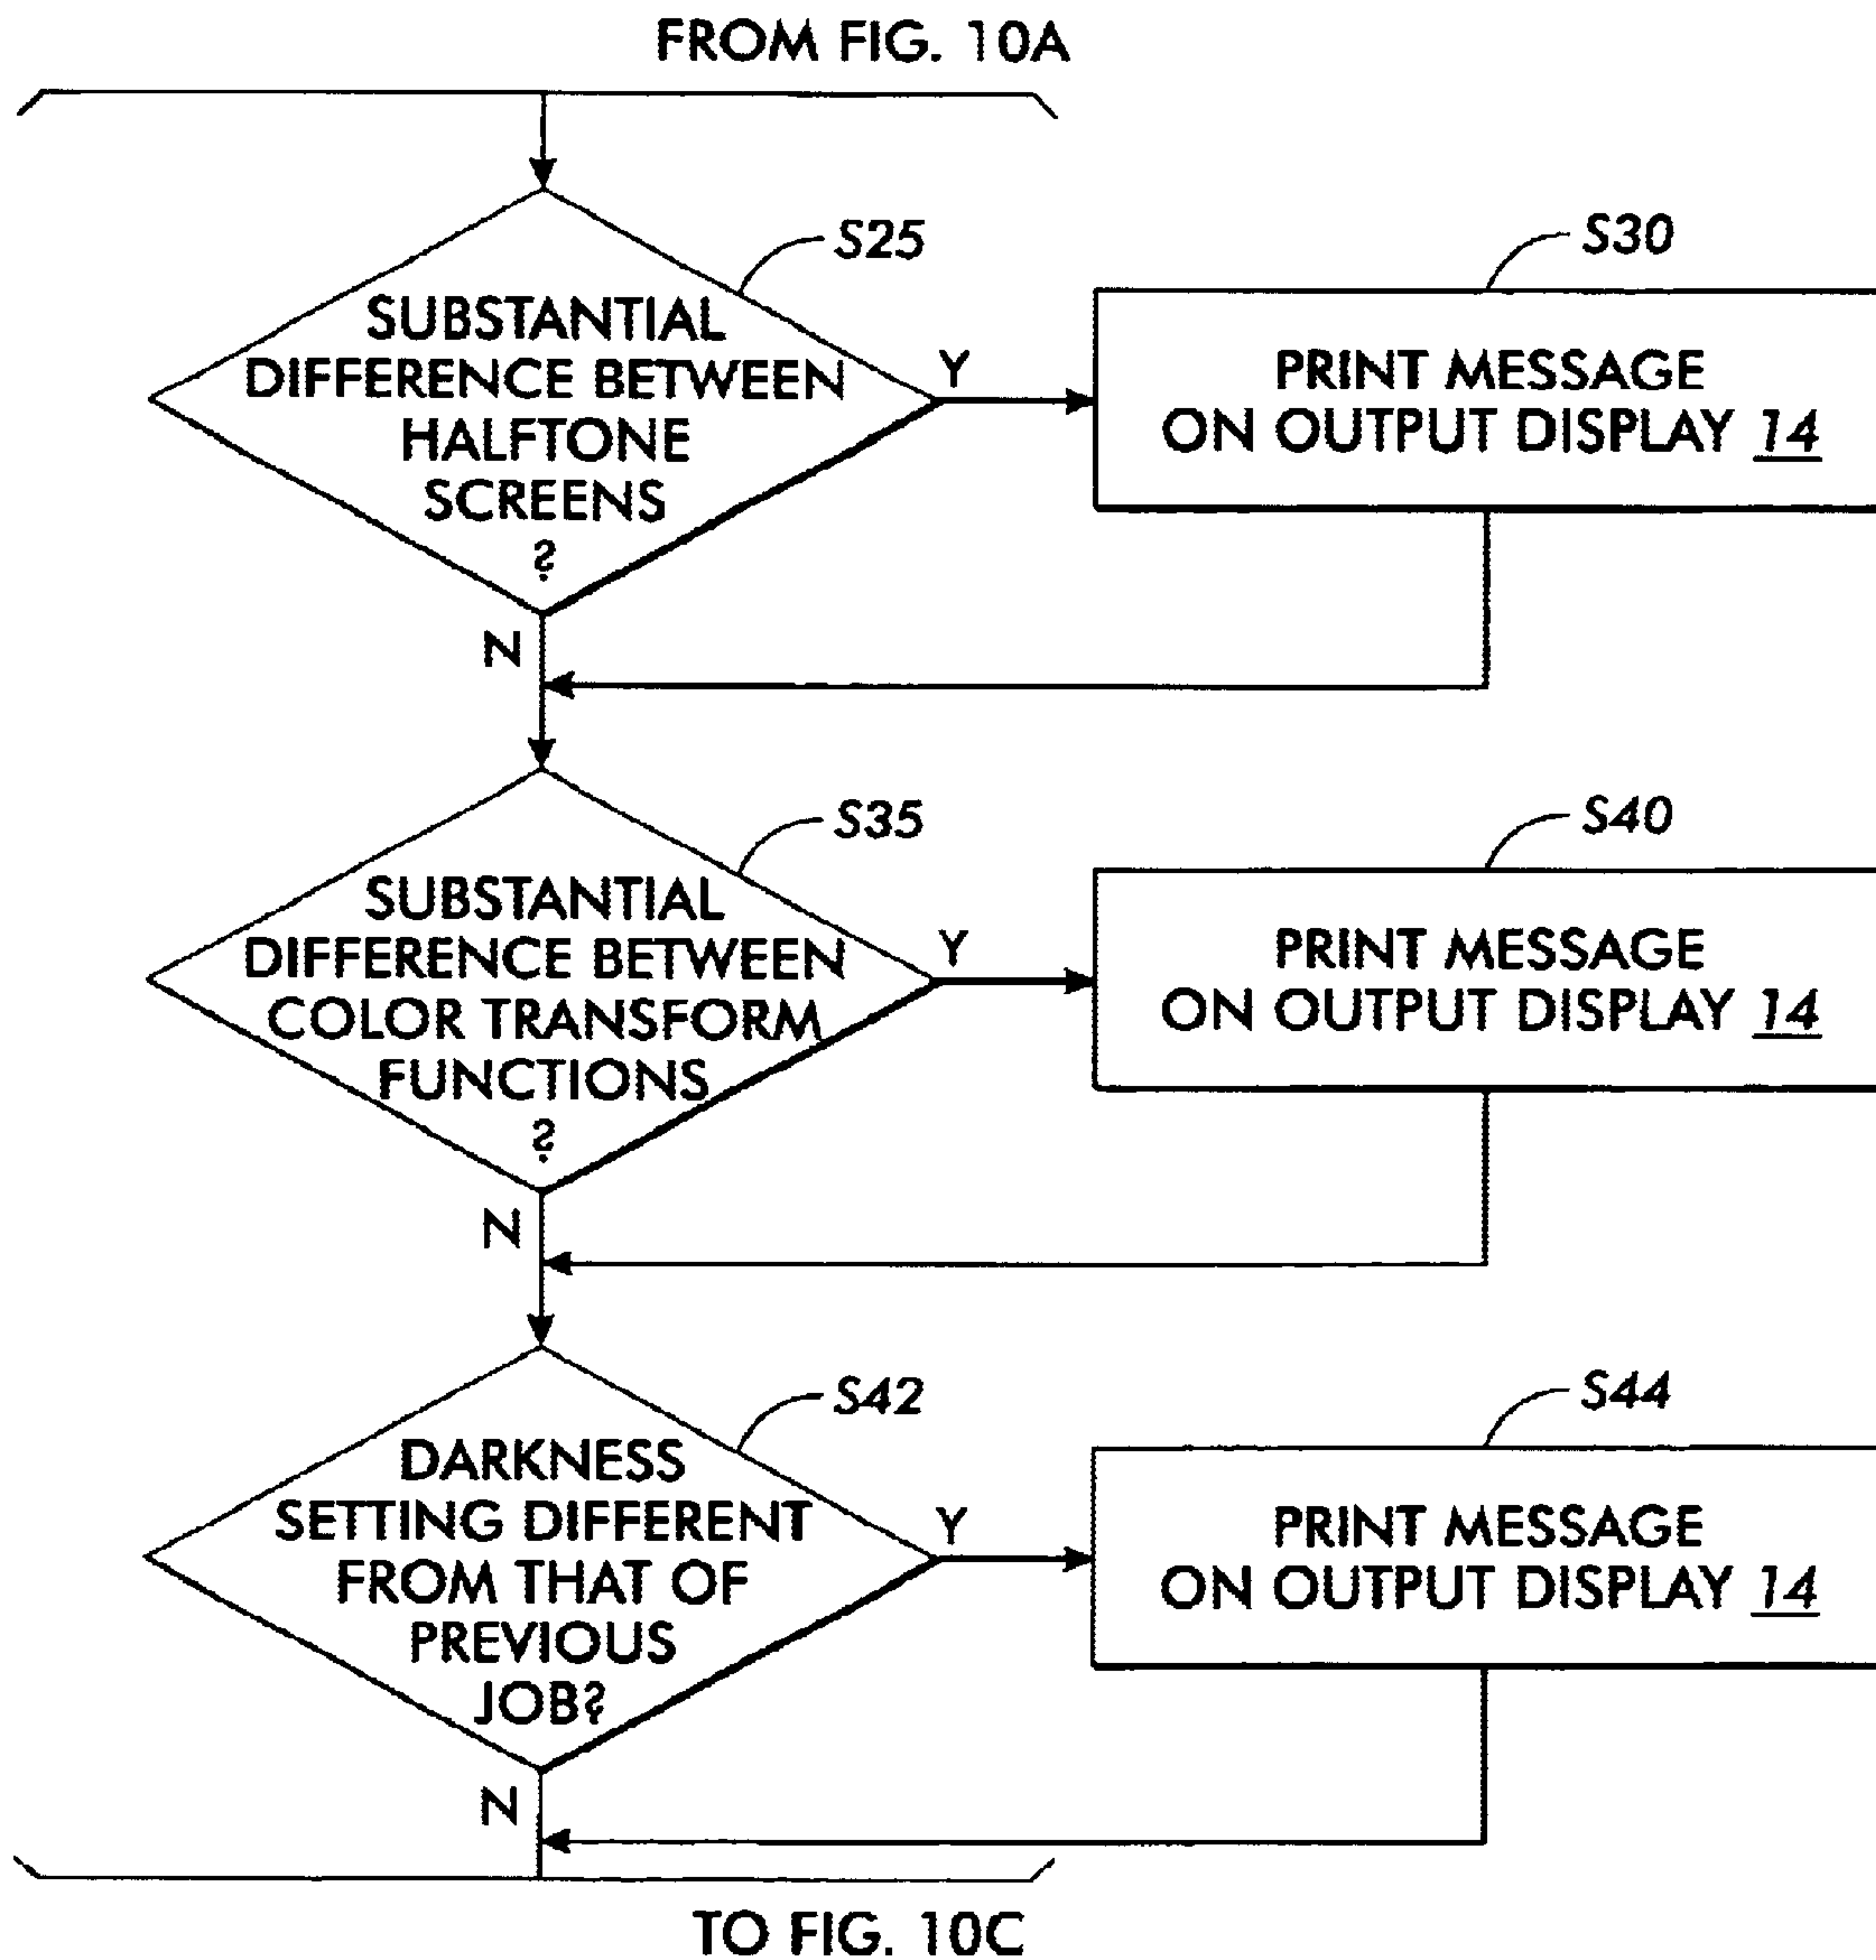 FROM FIG. 10A
S25
SUBSTANTIAL
DIFFERENCE BETWEEN
HALFTONE
SCREENS
?
Y
N
S30
PRINT MESSAGE
ON OUTPUT DISPLAY 14
S35
SUBSTANTIAL
DIFFERENCE BETWEEN
COLOR TRANSFORM
FUNCTIONS
?
Y
N
S40
PRINT MESSAGE
ON OUTPUT DISPLAY 14
S42
DARKNESS
SETTING DIFFERENT
FROM THAT OF
PREVIOUS
JOB?
Y
N
S44
PRINT MESSAGE
ON OUTPUT DISPLAY 14
TO FIG. 10C